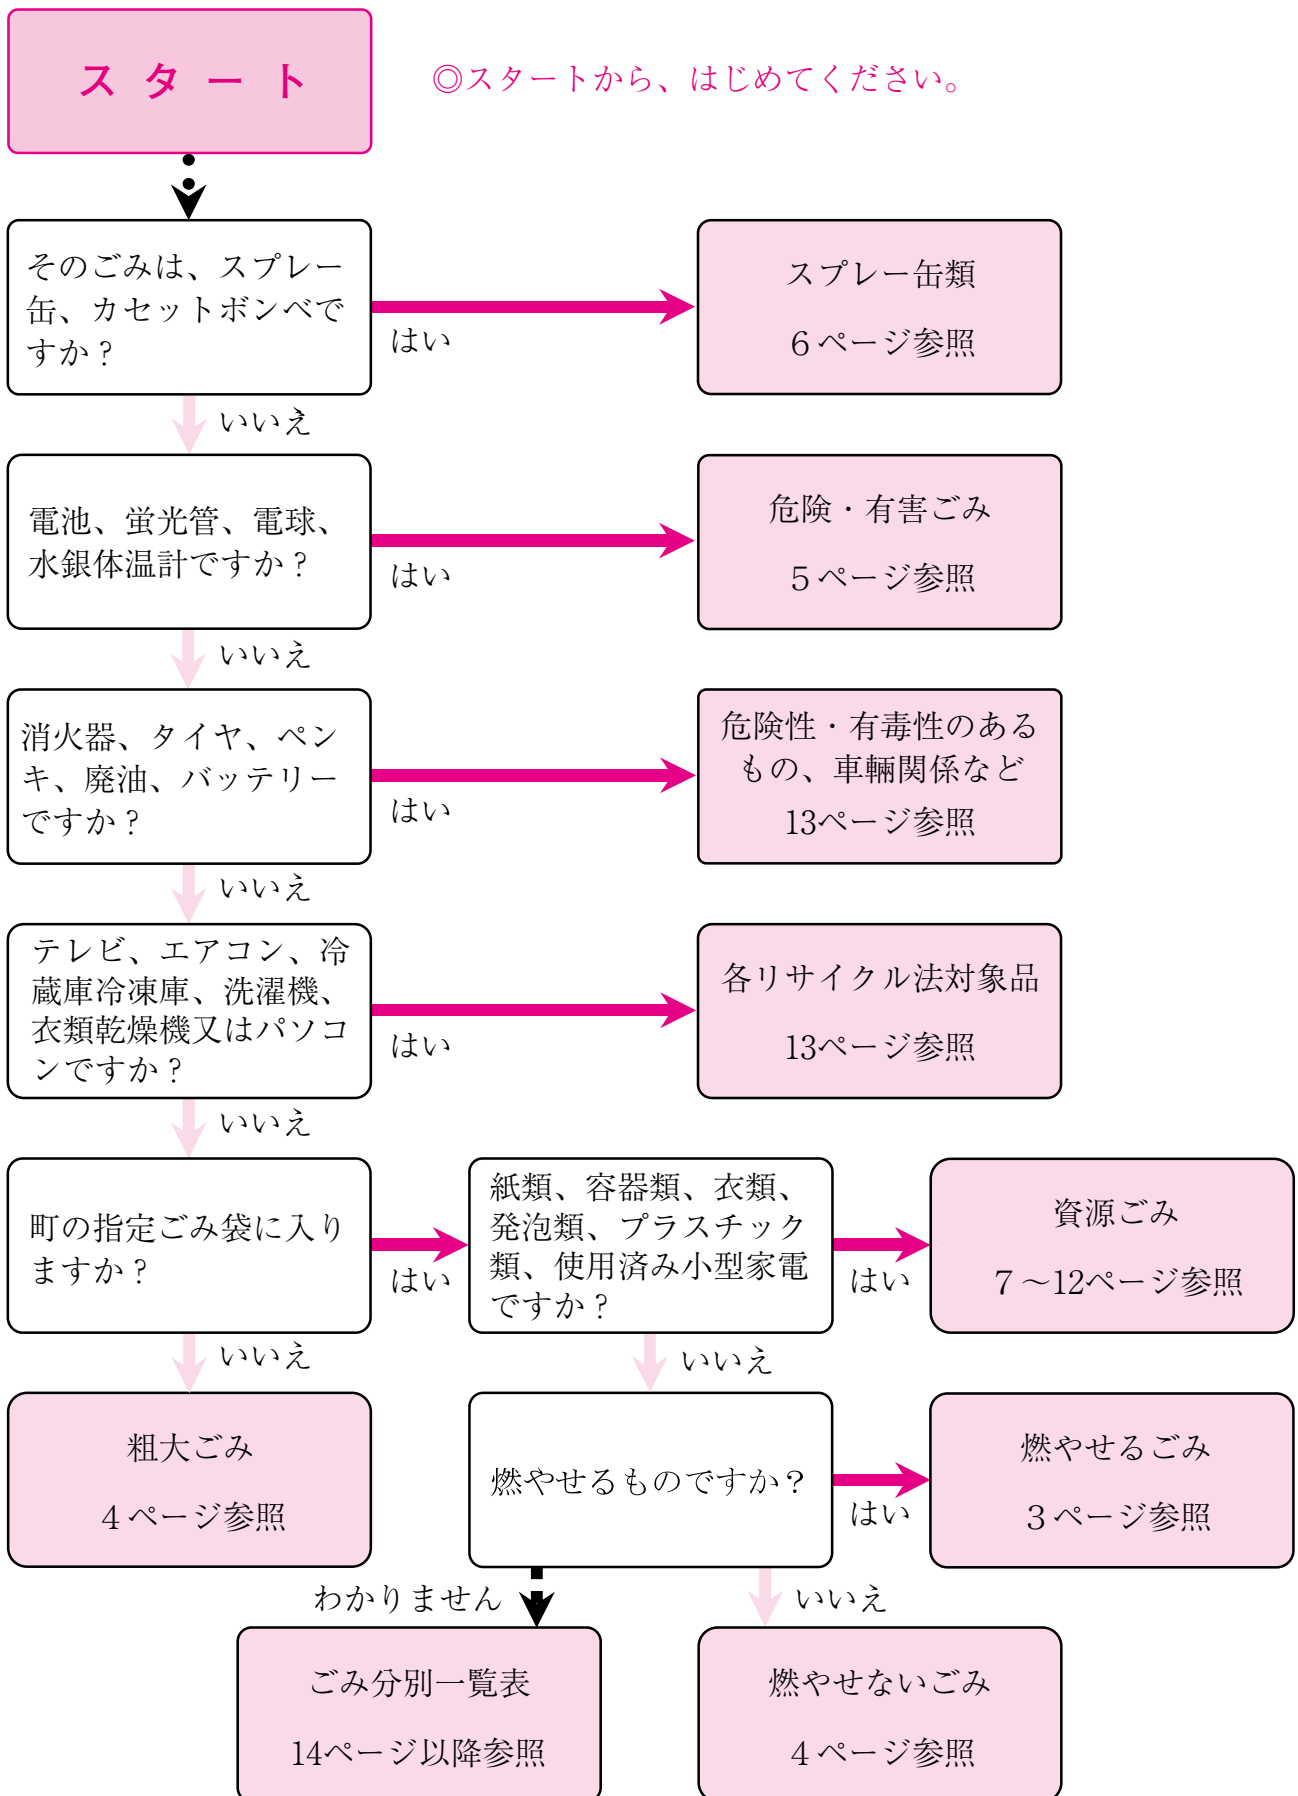 スタート
◎スタートから、はじめてください。
そのごみは、スプレー
缶、カセットボンベで
すか？
はい
スプレー缶類
６ページ参照
いいえ
電池、蛍光管、電球、
水銀体温計ですか？
はい
危険・有害ごみ
５ページ参照
いいえ
消火器、タイヤ、ペン
キ、廃油、バッテリー
ですか？
はい
危険性・有毒性のある
もの、車輛関係など
13ページ参照
いいえ
テレビ、エアコン、冷
蔵庫冷凍庫、洗濯機、
衣類乾燥機又はパソコ
ンですか？
はい
各リサイクル法対象品
13ページ参照
いいえ
町の指定ごみ袋に入り
ますか？
はい
紙類、容器類、衣類、
発泡類、プラスチック
類、使用済み小型家電
ですか？
はい
資源ごみ
７～12ページ参照
いいえ
いいえ
粗大ごみ
４ページ参照
燃やせるものですか？
はい
燃やせるごみ
３ページ参照
わかりません
いいえ
ごみ分別一覧表
14ページ以降参照
燃やせないごみ
４ページ参照